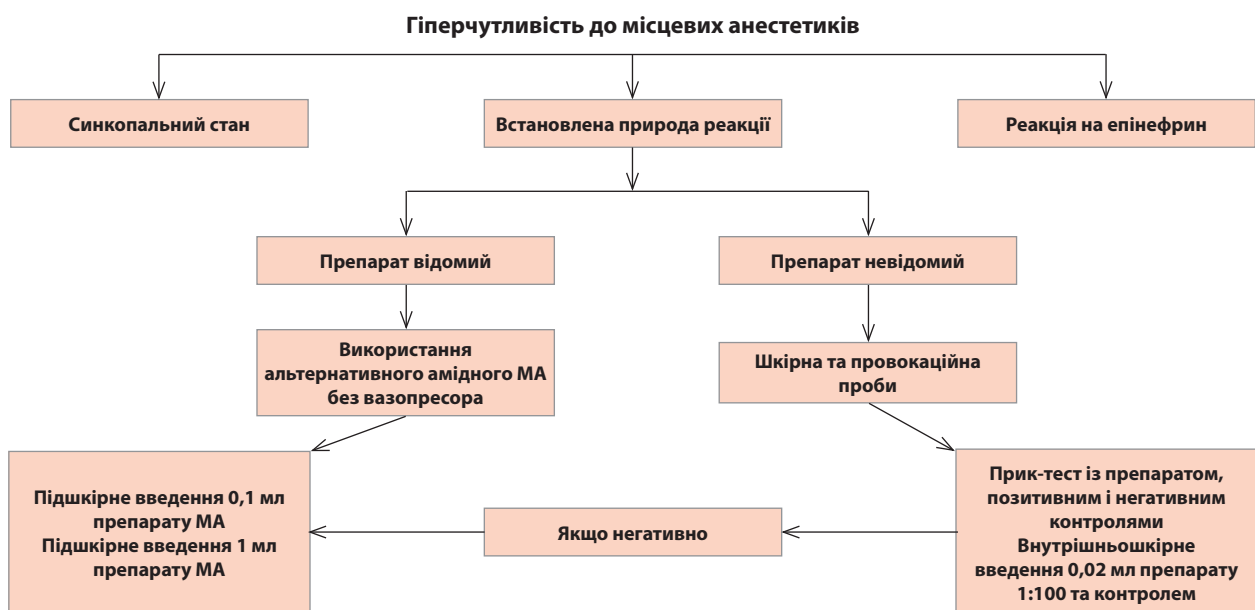 Гіперчутливість до місцевих анестетиків
Синкопальний стан
Встановлена природа реакції
Реакція на епінефрин
Препарат відомий
Препарат невідомий
Використання
альтернативного амідного МА
без вазопресора
Шкірна та провокаційна
проби
Підшкірне введення 0,1 мл
препарату МА
Підшкірне введення 1 мл
препарату МА
Якщо негативно
Прик-тест із препаратом,
позитивним і негативним
контролями
Внутрішньошкірне
введення 0,02 мл препарату
1:100 та контролем